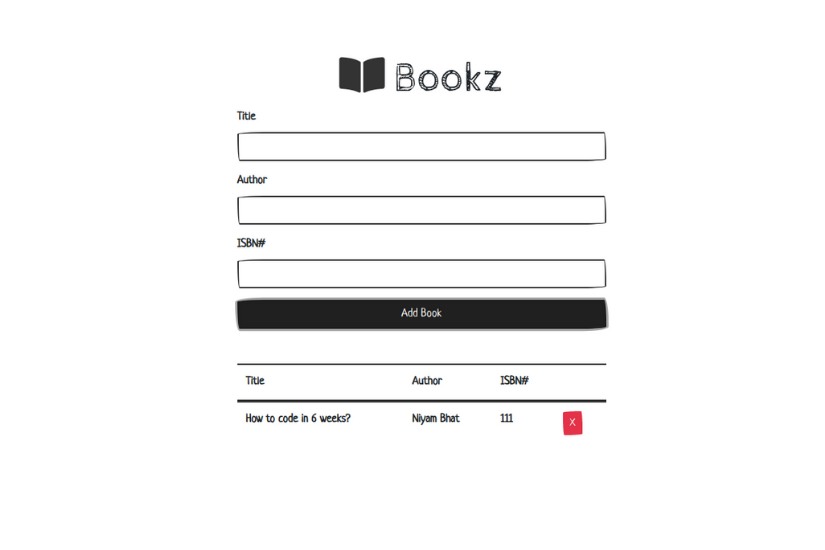 Bookz
Title
Author
ISBN#
Add Book
Title Author ISBN#
How to code in 6 weeks? Niyam Bhat 111 X